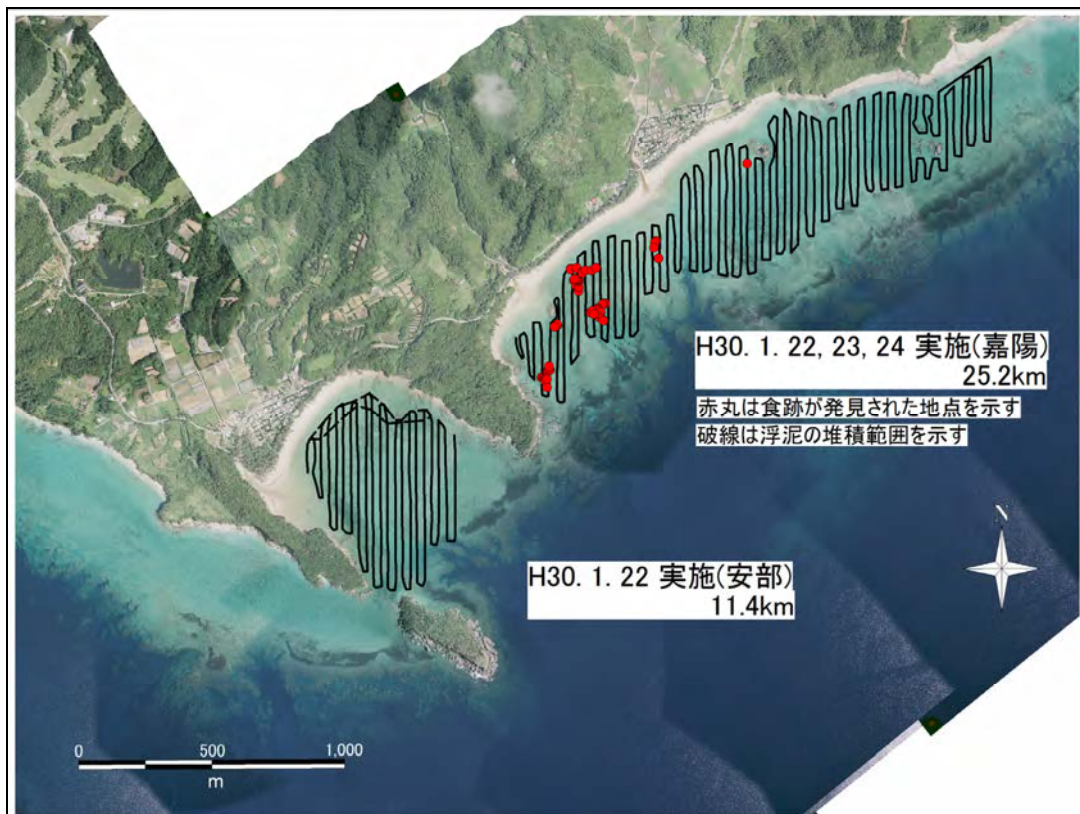 H30. 1. 22, 23, 24 実施(嘉陽)
25.2km
赤丸は食跡が発見された地点を示す
破線は浮泥の堆積範囲を示す
H30. 1. 22 実施(安部)
11.4km
N
0 500 1,000
m